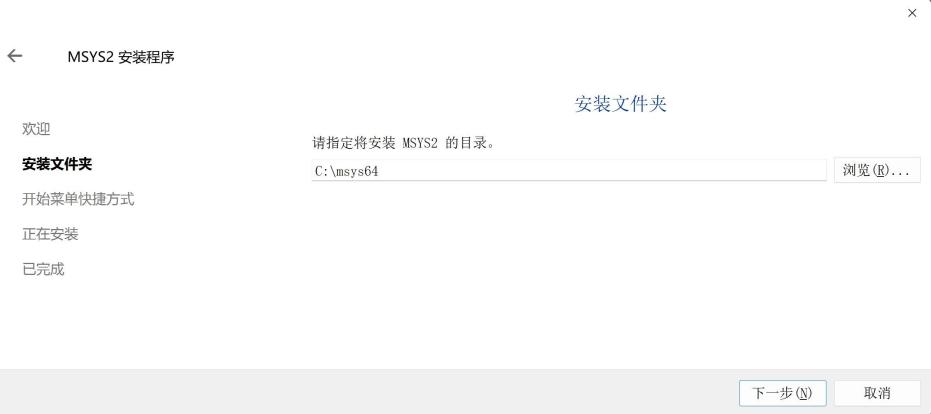 MSYS2 安装程序
安装文件夹
欢迎
安装文件夹
开始菜单快捷方式
正在安装
已完成
请指定将安装 MSYS2 的目录。
C:\msys64
浏览(R)...
下一步(N)
取消